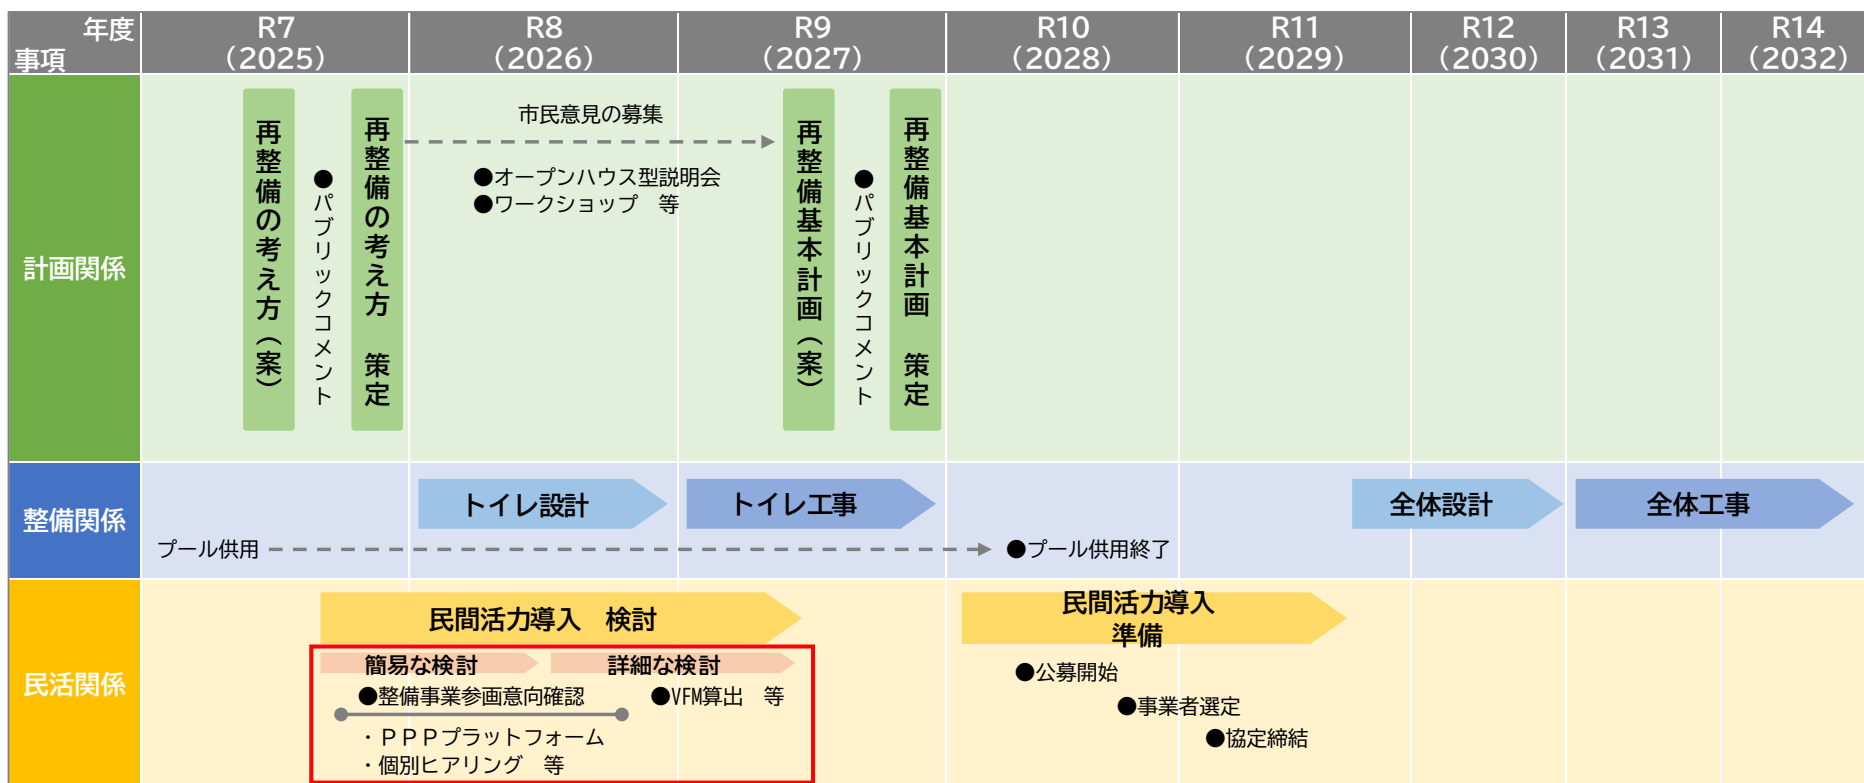 年度
事項
R7
（2025）
R8
（2026）
R9
（2027）
R10
（2028）
R11
（2029）
R12
（2030）
R13
（2031）
R14
（2032）
計画関係
再整備の考え方（案）
●パブリックコメント
再整備の考え方　策定
市民意見の募集
●オープンハウス型説明会
●ワークショップ　等
再整備基本計画（案）
●パブリックコメント
再整備基本計画　策定
整備関係
トイレ設計
トイレ工事
全体設計
全体工事
プール供用
●プール供用終了
民活関係
民間活力導入　検討
民間活力導入
準備
簡易な検討
詳細な検討
●整備事業参画意向確認
●VFM算出　等
・ＰＰＰプラットフォーム
・個別ヒアリング　等
●公募開始
●事業者選定
●協定締結